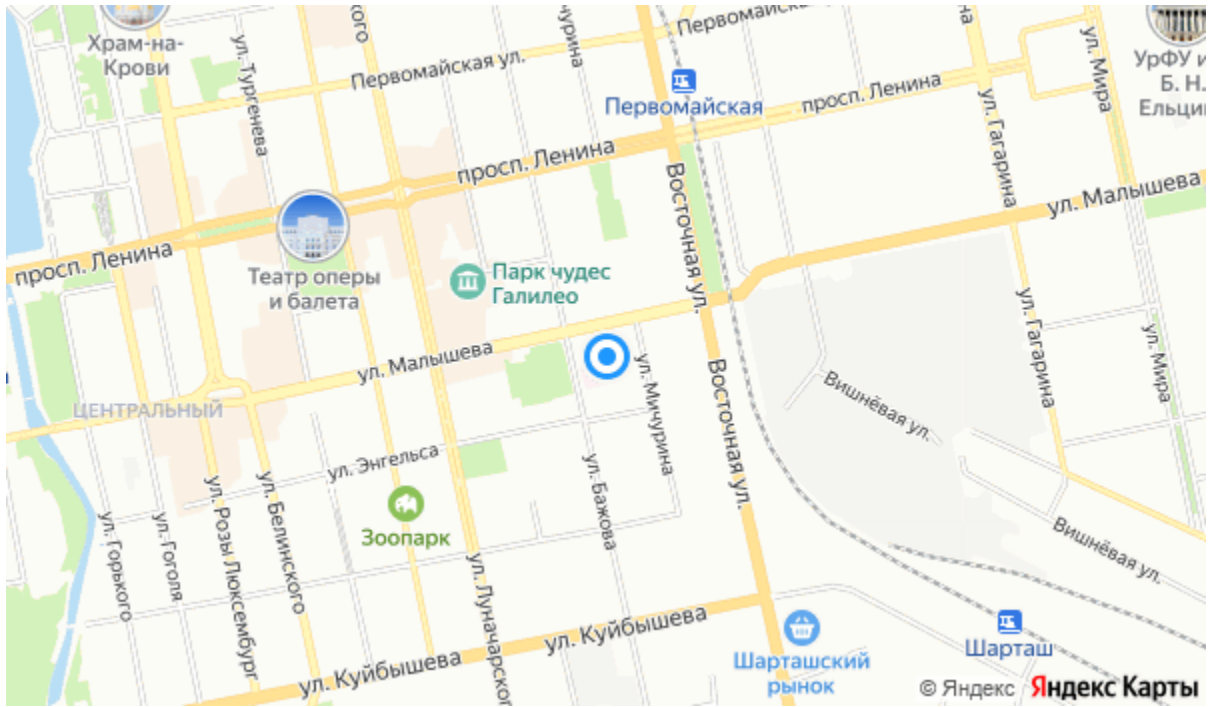 Храм-на-
Крови
ул. Тургенева
Первомайская ул.
Первомайская
УрФУ и
Б. Н.
Ельци
ул. Мира
просп. Ленина
ул. Гагарина
просп. Ленина
Восточная ул.
ул. Малышева
просп. Ленина
Театр оперы
и балета
Парк чудес
Галилео
ул. Малышева
ул. Гагарина
ул. Мира
ЦЕНТРАЛЬНЫЙ
ул. Мичурина
Восточная ул.
Вишнёвая ул.
ул. Энгельса
ул. Бажова
Зоопарк
ул. Горького
ул. Гоголя
ул. Розы Люксембург
ул. Белинского
ул. Луначарского
Вишнёвая ул.
ул. Куйбышева
ул. Куйбышева
Шарташский
рынок
Шарташ
© Яндекс Яндекс Карты